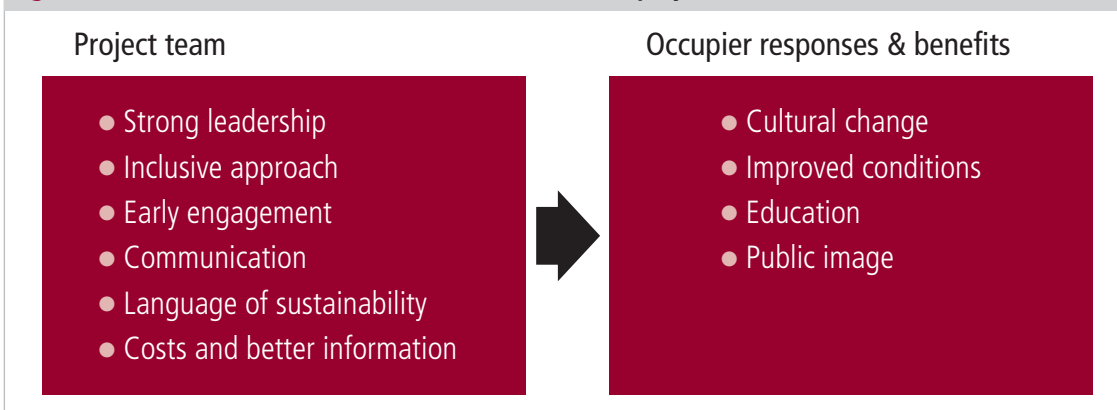 Project team
● Strong leadership
● Inclusive approach
● Early engagement
● Communication
● Language of sustainability
● Costs and better information
Occupier responses & benefits
● Cultural change
● Improved conditions
● Education
● Public image